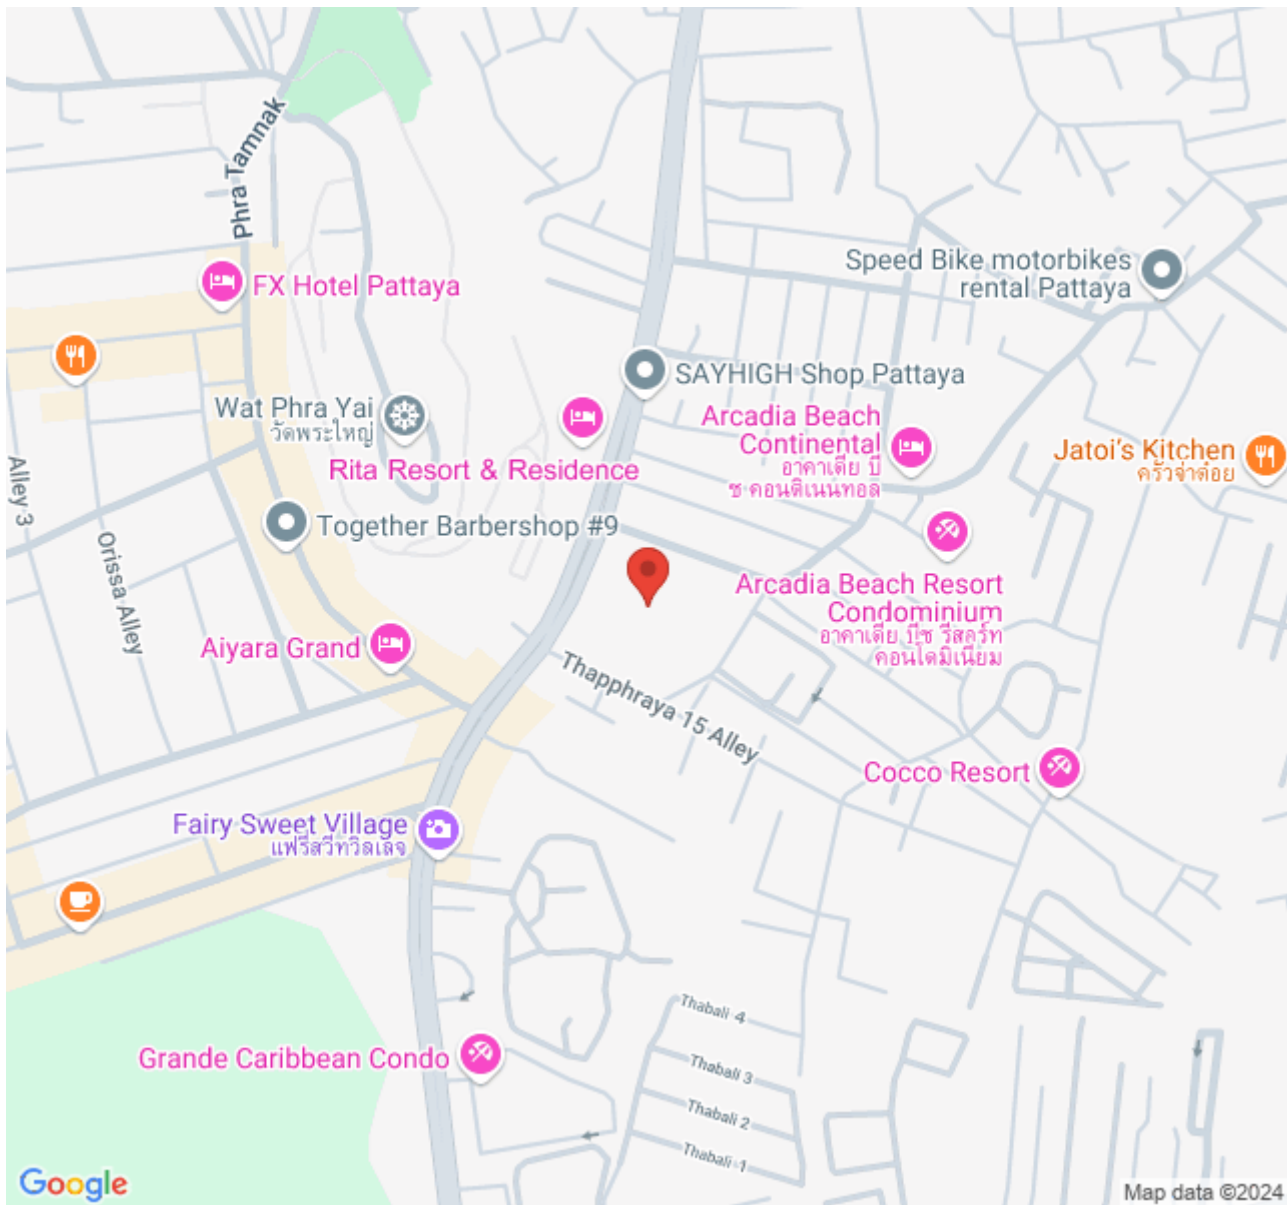 Phra Tamnak
FX Hotel Pattaya
Speed Bike motorbikes
rental Pattaya
SAYHIGH Shop Pattaya
Wat Phra Yai
วัดพระใหญ่
Rita Resort & Residence
Arcadia Beach
Continental
อาคาเดีย บี
ช คอนติเนนทอล
Jatoi's Kitchen
ครัวจ่าต๋อย
Alley 3
Together Barbershop #9
Orissa Alley
Arcadia Beach Resort
Condominium
อาคาเดีย บีช รีสอร์ท
คอนโดมิเนียม
Aiyara Grand
Thapphraya 15 Alley
Cocco Resort
Fairy Sweet Village
แฟรี่สวีทวิลเลจ
Thabali 4
Grande Caribbean Condo
Thabali 3
Thabali 2
Thabali 1
Google
Map data ©2024